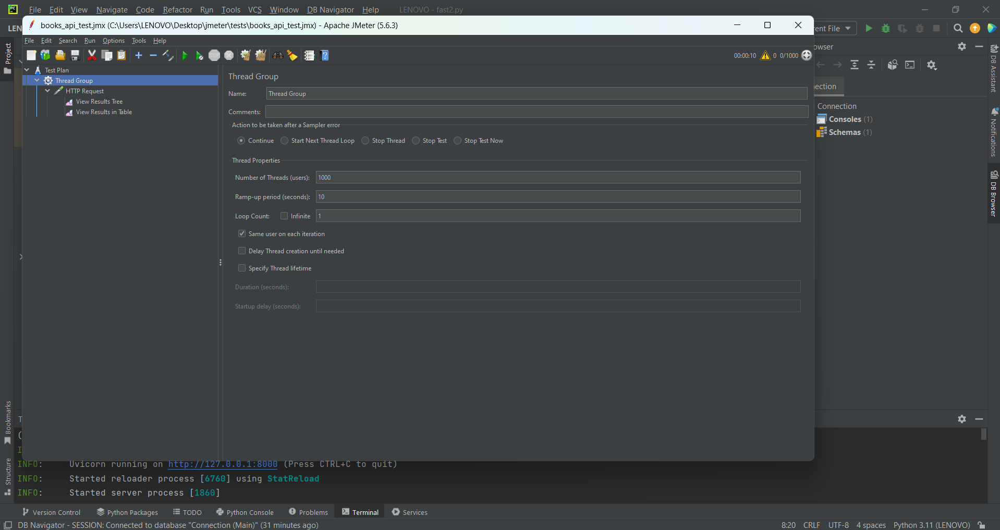 File Edit View Navigate Code Refactor Run Tools VCS Window DB Navigator Help LENOVO - fast2.py
books_api_test.jmx (C:\Users\LENOVO\Desktop\jmeter\tests\books_api_test.jmx) - Apache JMeter (5.6.3)
File Edit Search Run Options Tools Help
STOP
00:00:10 0 0/1000
Test Plan
Thread Group
HTTP Request
View Results Tree
View Results in Table
Thread Group
Name: Thread Group
Comments:
Action to be taken after a Sampler error
Continue Start Next Thread Loop Stop Thread Stop Test Stop Test Now
Thread Properties
Number of Threads (users): 1000
Ramp-up period (seconds): 10
Loop Count: Infinite 1
Same user on each iteration
Delay Thread creation until needed
Specify Thread lifetime
Duration (seconds):
Startup delay (seconds):
File
Connection
Consoles (1)
Schemas (1)
Project
Bookmarks
Structure
DB Assistant
Notifications
DB Browser
INFO: Uvicorn running on http://127.0.0.1:8000 (Press CTRL+C to quit)
INFO: Started reloader process [6760] using StatReload
INFO: Started server process [1860]
Version Control Python Packages TODO Python Console Problems Terminal Services
DB Navigator - SESSION: Connected to database "Connection (Main)" (31 minutes ago) 8:20 CRLF UTF-8 4 spaces Python 3.11 (LENOVO)